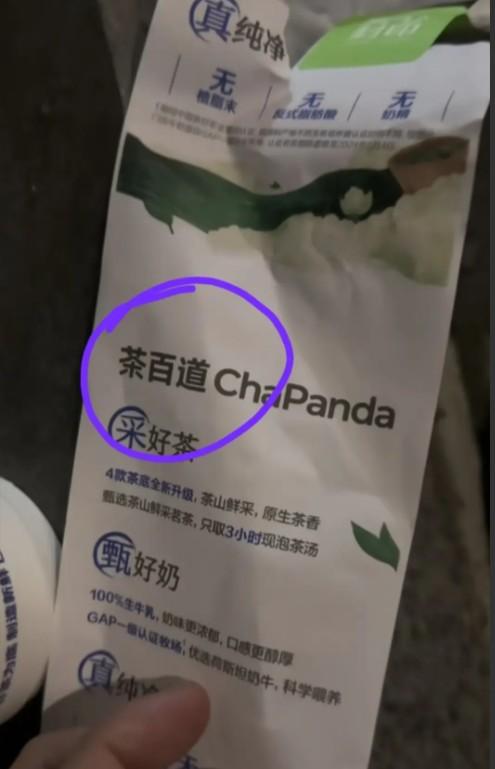 真纯净
无
植脂末
无
反式脂肪酸
无
奶精
茶百道 ChaPanda
采好茶
4款茶底全新升级, 茶山鲜采, 原生茶香
甄选茶山鲜采茗茶, 只取3小时现泡茶汤
甄好奶
100%生牛乳, 奶味更浓郁, 口感更醇厚
GAP一级认证牧场, 优选荷斯坦奶牛, 科学喂养
真纯净
无